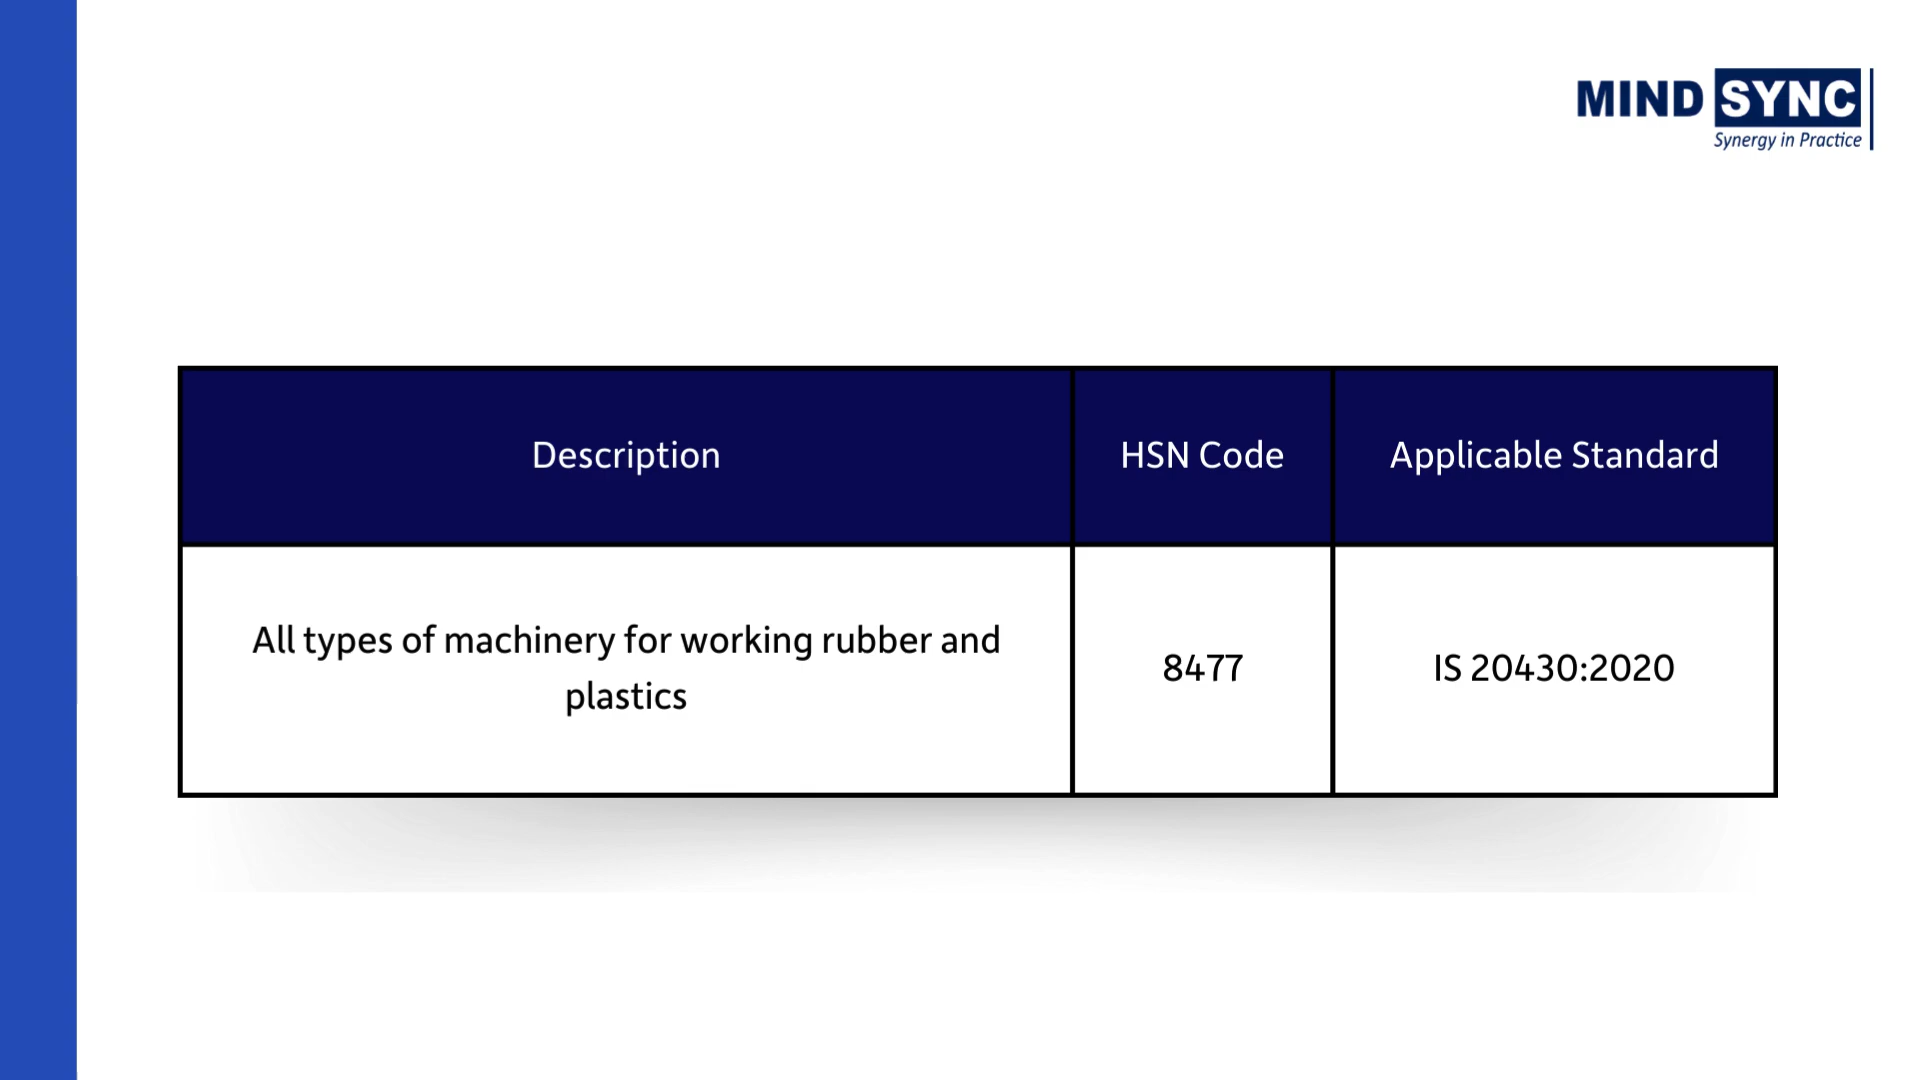 MIND SYNC
Synergy in Practice
Description
HSN Code
Applicable Standard
All types of machinery for working rubber and
plastics
8477
IS 20430:2020